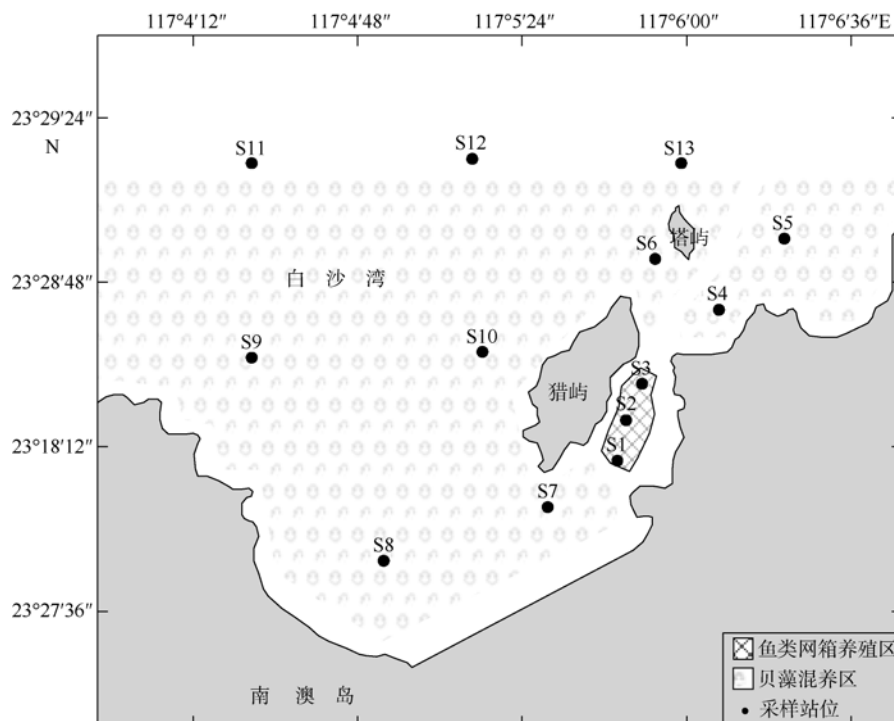 117°4′12″ 117°4′48″ 117°5′24″ 117°6′00″ 117°6′36″E
23°29′24″
N
S11 S12 S13
S5
塔屿
S6
23°28′48″
白 沙 湾
S4
S9 S10
S3
猎屿
S2
23°18′12″
S1
S7
S8
23°27′36″
鱼类网箱养殖区
贝藻混养区
南 澳 岛
采样站位